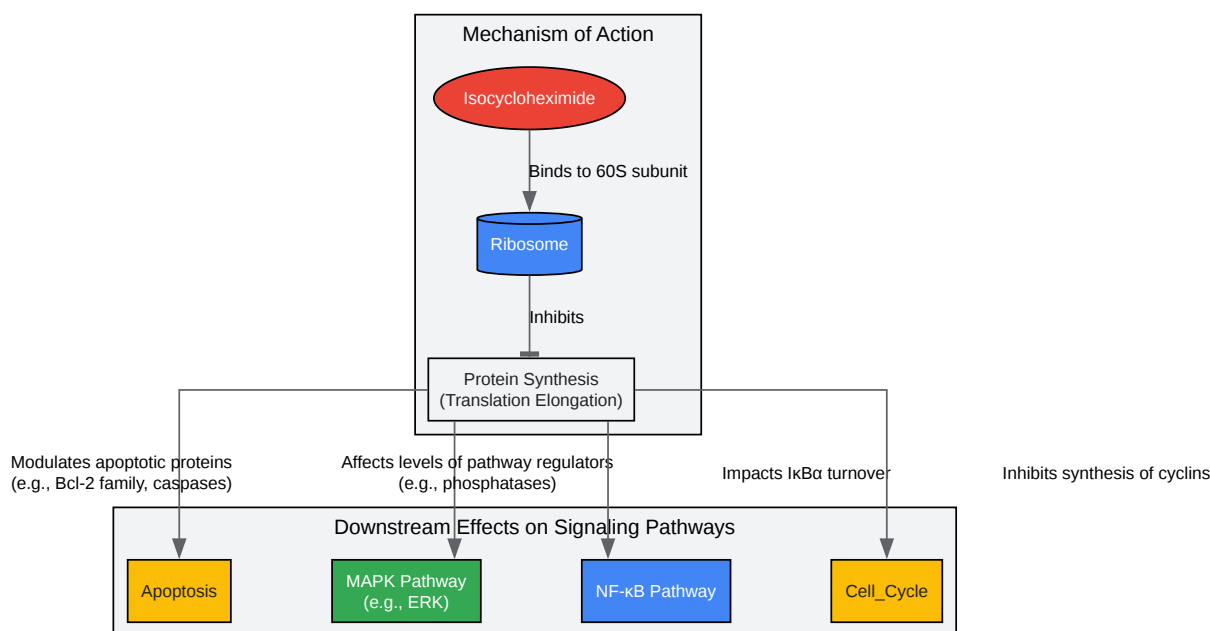 Mechanism of Action
Isocycloheximide
Binds to 60S subunit
Ribosome
Inhibits
Protein Synthesis
(Translation Elongation)
Modulates apoptotic proteins
(e.g., Bcl-2 family, caspases)
Affects levels of pathway regulators
(e.g., phosphatases)
Impacts IκBα turnover
Inhibits synthesis of cyclins
Downstream Effects on Signaling Pathways
Apoptosis
MAPK Pathway
(e.g., ERK)
NF-κB Pathway
Cell_Cycle